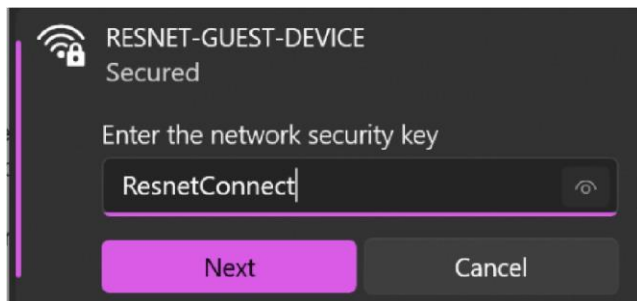 RESNET-GUEST-DEVICE
Secured
Enter the network security key
ResnetConnect
Next
Cancel